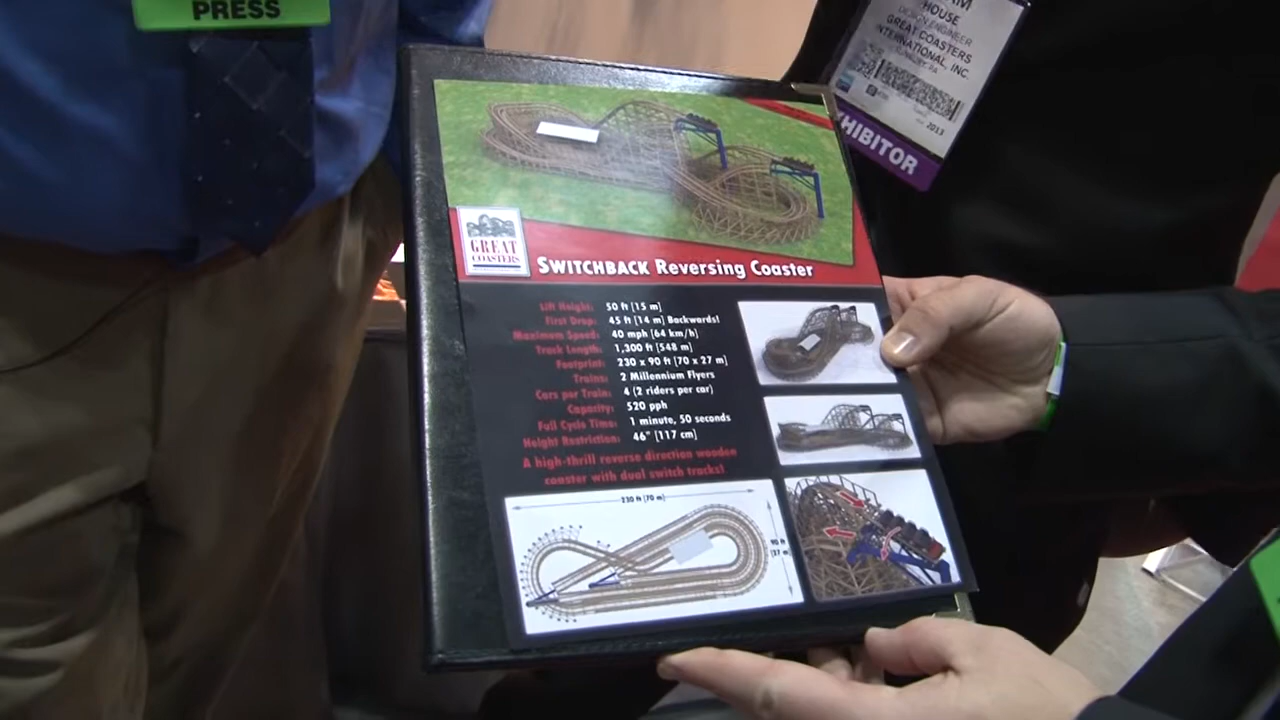 PRESS
HOUSE
DESIGN ENGINEER
GREAT COASTERS
INTERNATIONAL, INC.
2013
EXHIBITOR
GREAT
COASTERS
SWITCHBACK Reversing Coaster
Lift Height: 50 ft [15 m]
First Drop: 45 ft [14 m] Backwards!
Maximum Speed: 40 mph [64 km/h]
Track Length: 1,300 ft [548 m]
Footprint: 230 x 90 ft [70 x 27 m]
Trains: 2 Millennium Flyers
Cars per Train: 4 (2 riders per car)
Capacity: 520 pph
Full Cycle Time: 1 minute, 50 seconds
Height Restriction: 46" [117 cm]
A high-thrill reverse direction wooden
coaster with dual switch tracks!
230 ft [70 m]
90 ft
[27 m]